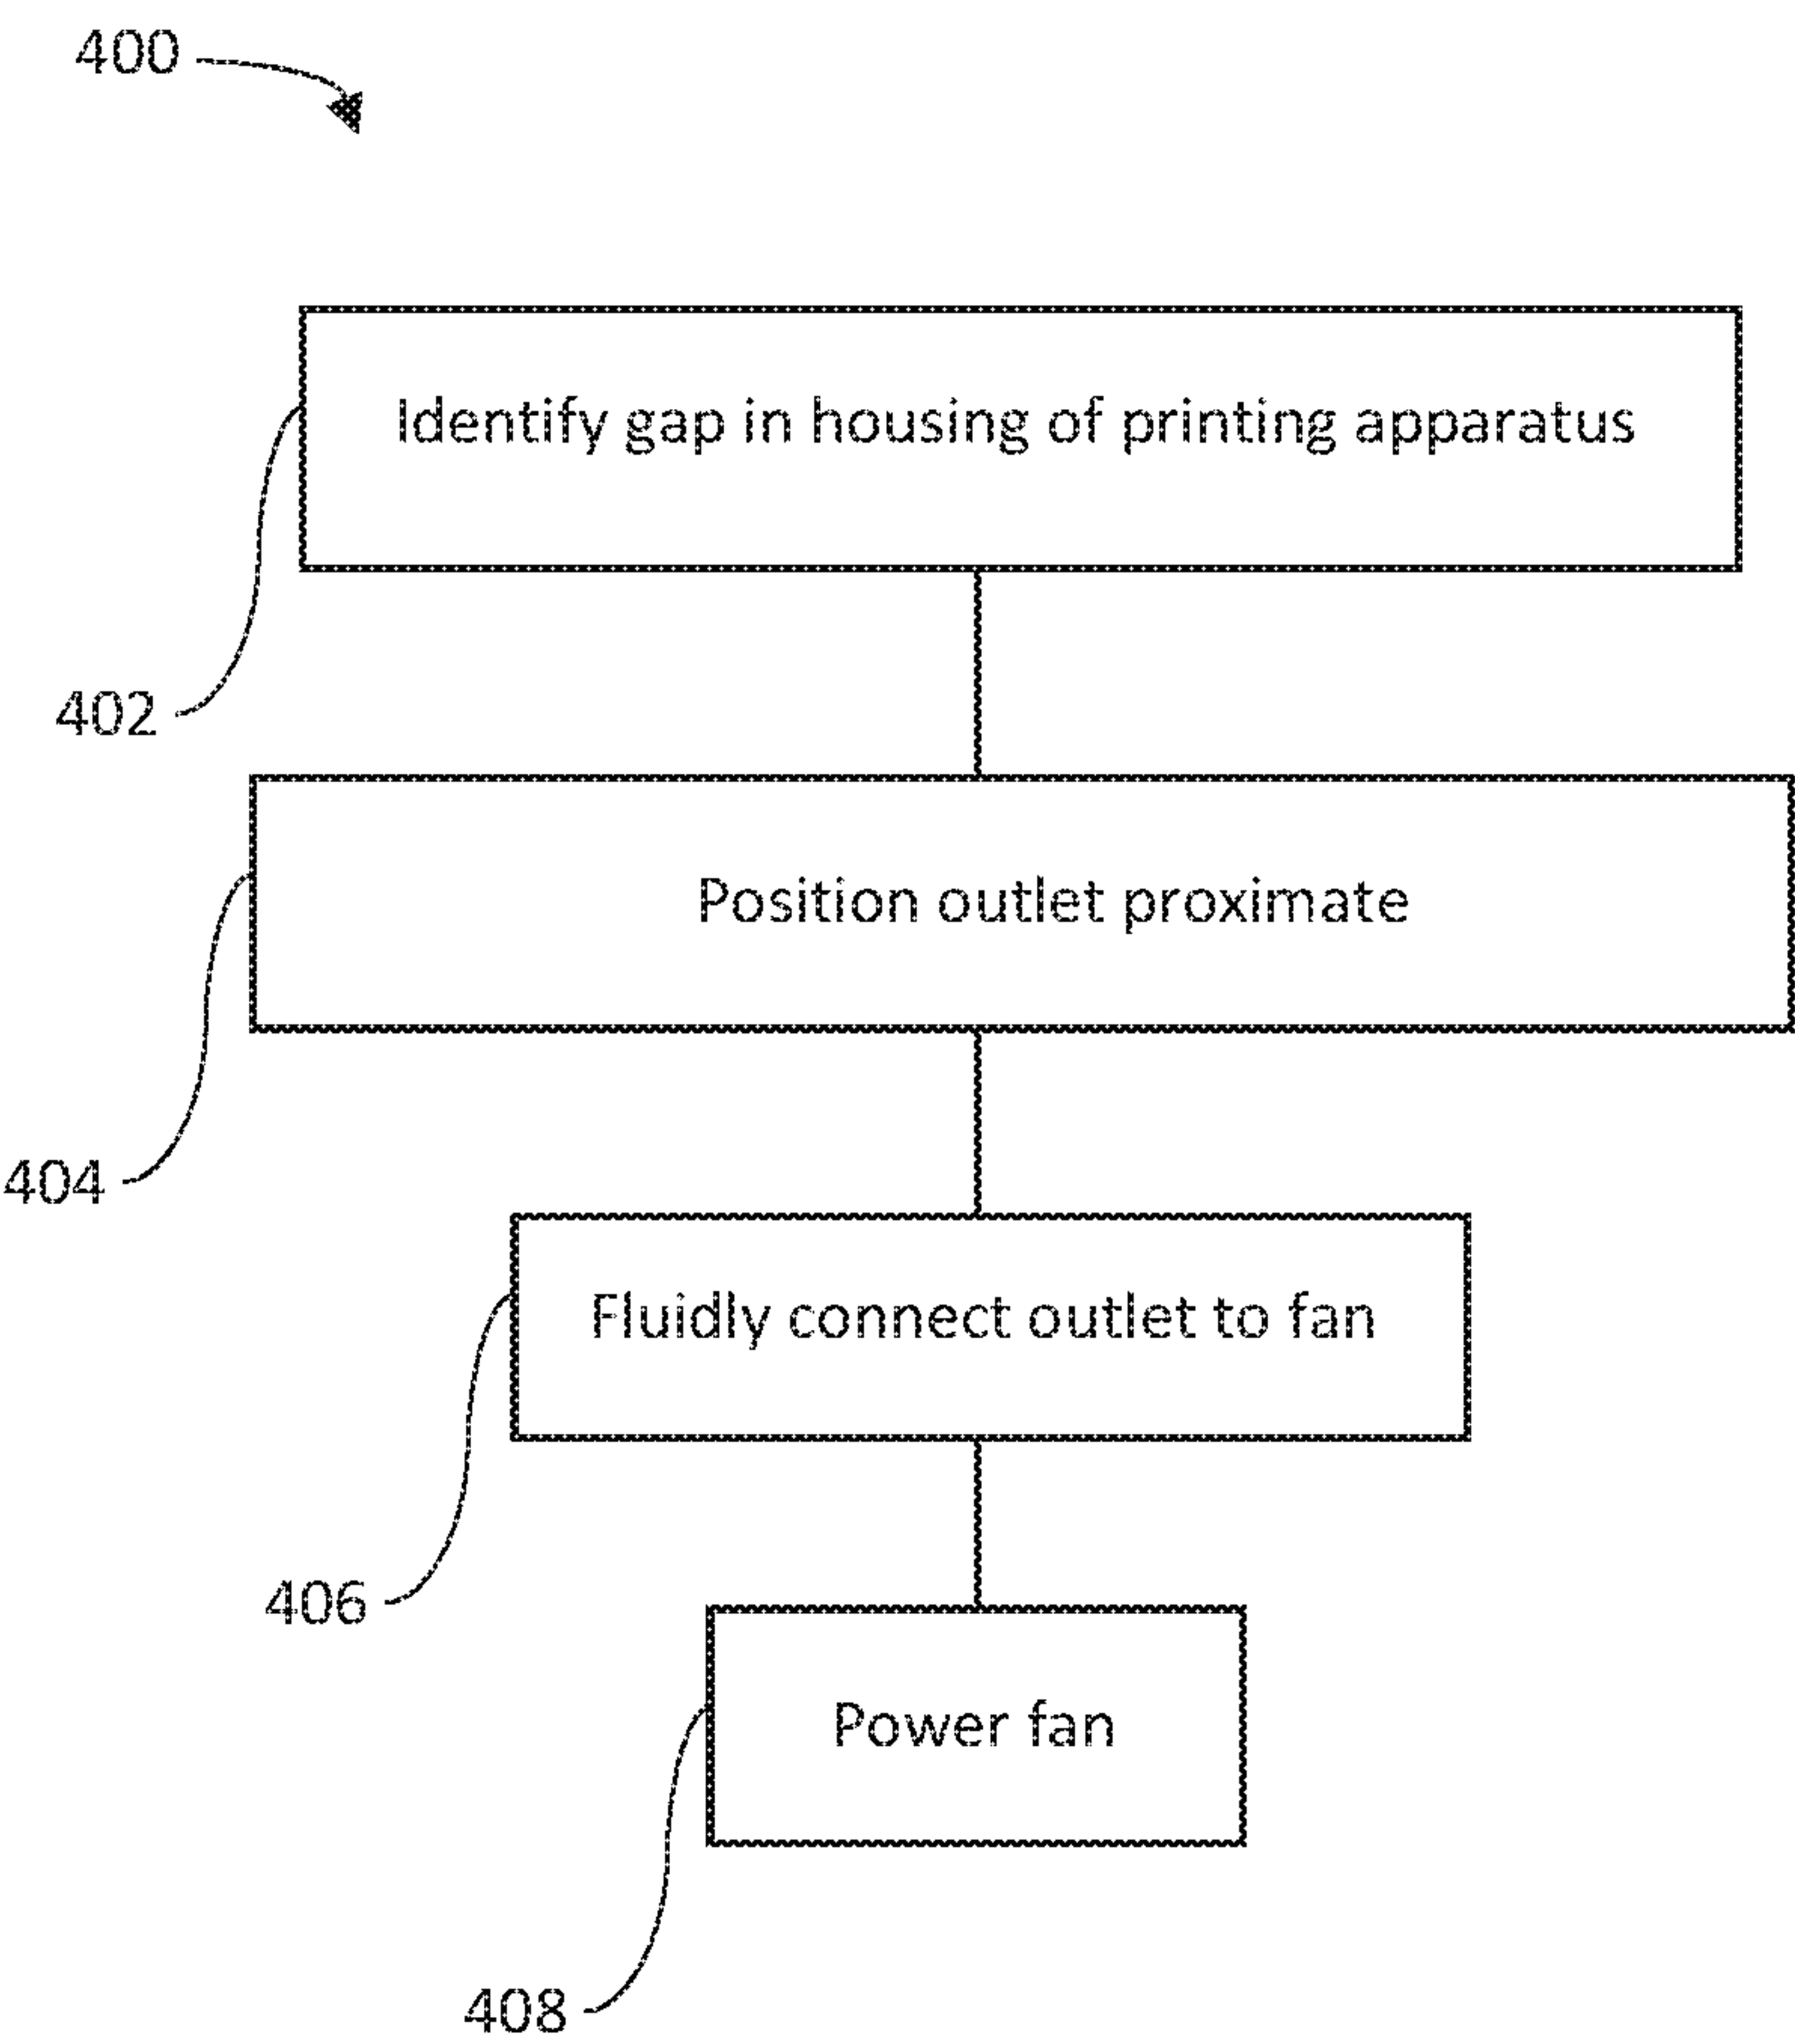 400
Identify gap in housing of printing apparatus
402
Position outlet proximate
404
Fluidly connect outlet to fan
406
Power fan
408